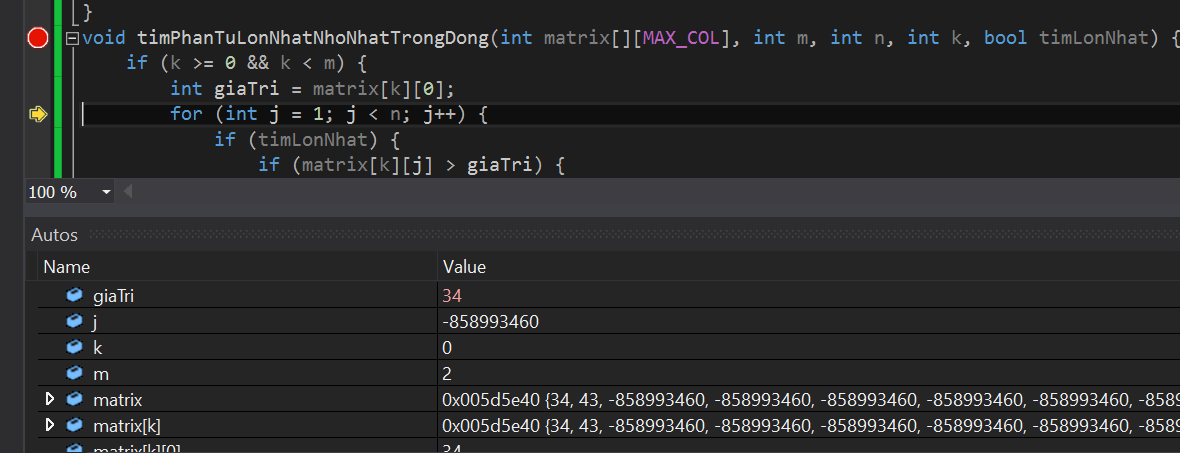 }
void timPhanTuLonNhatNhoNhatTrongDong(int matrix[][MAX_COL], int m, int n, int k, bool timLonNhat) {
if (k >= 0 && k < m) {
int giaTri = matrix[k][0];
for (int j = 1; j < n; j++) {
if (timLonNhat) {
if (matrix[k][j] > giaTri) {
100 %
Autos
Name Value
giaTri 34
j -858993460
k 0
m 2
matrix 0x005d5e40 {34, 43, -858993460, -858993460, -858993460, -858993460, -858993460, -8589
matrix[k] 0x005d5e40 {34, 43, -858993460, -858993460, -858993460, -858993460, -858993460, -8589
matrix[k][0] 34